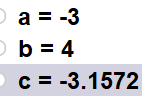 a = -3
b = 4
c = -3.1572